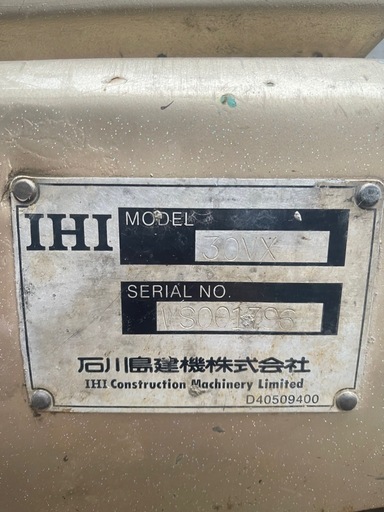 IHI
MODEL
30VX
SERIAL NO.
石川島建機株式会社
IHI Construction Machinery Limited
D40509400